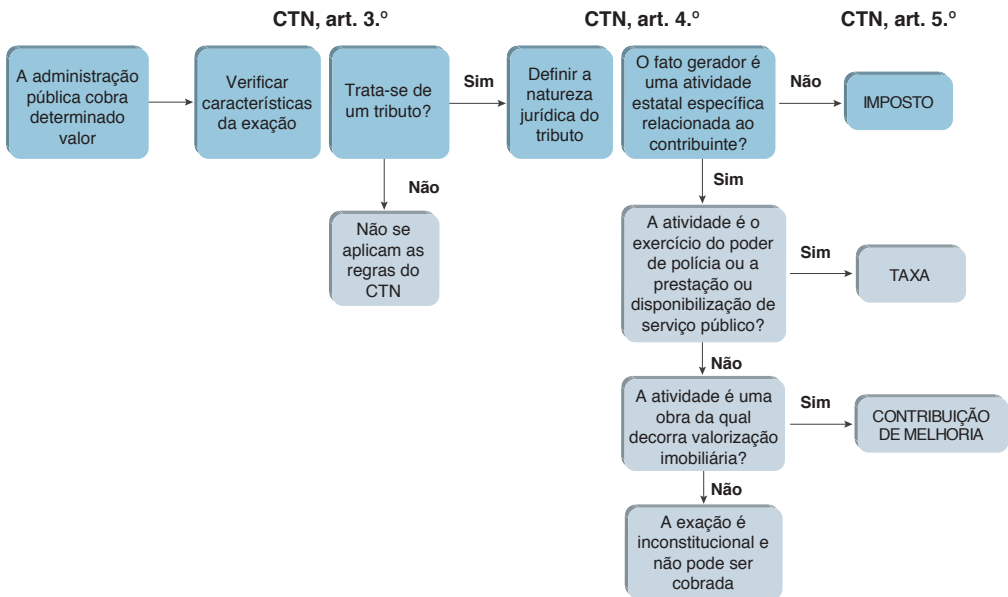 CTN, art. 3.º
CTN, art. 4.º
CTN, art. 5.º
A administração
pública cobra
determinado
valor
Verificar
características
da exação
Trata-se de
um tributo?
Sim
Definir a
natureza
jurídica do
tributo
O fato gerador é
uma atividade
estatal específica
relacionada ao
contribuinte?
Não
IMPOSTO
Não
Não se
aplicam as
regras do
CTN
Sim
A atividade é o
exercício do poder
de polícia ou a
prestação ou
disponibilização de
serviço público?
Sim
TAXA
Não
A atividade é uma
obra da qual
decorra valorização
imobiliária?
Sim
CONTRIBUIÇÃO
DE MELHORIA
Não
A exação é
inconstitucional e
não pode ser
cobrada